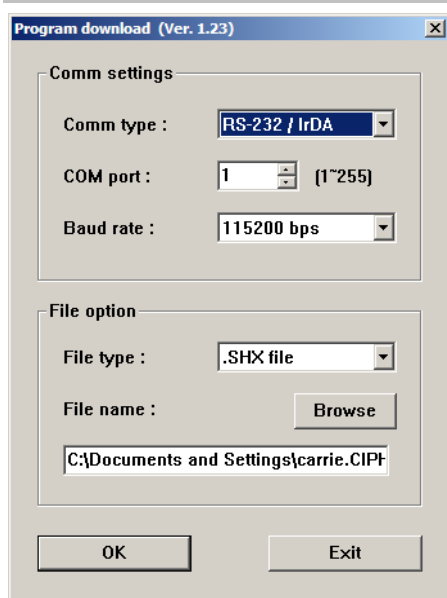 Program download (Ver. 1.23)
Comm settings
Comm type : RS-232 / IrDA
COM port : 1 (1~255)
Baud rate : 115200 bps
File option
File type : .SHX file
File name : Browse
C:\Documents and Settings\carrie.CIPH
OK Exit